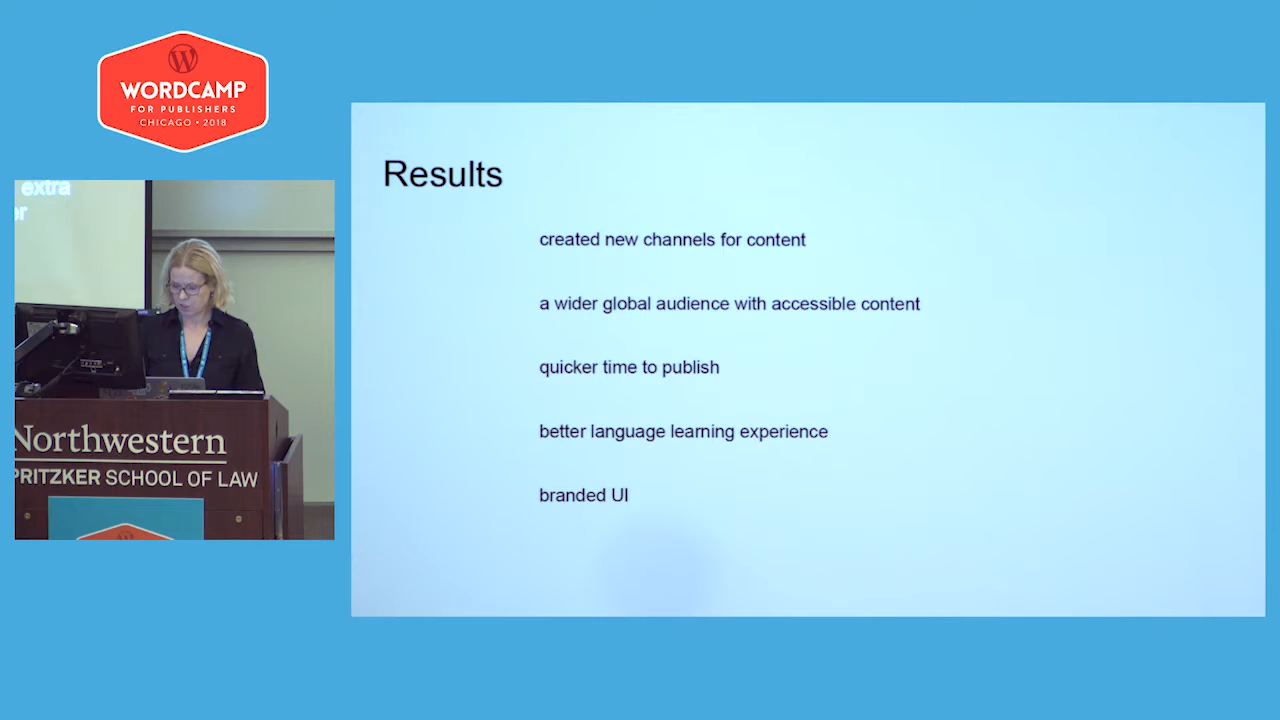 WORDCAMP
FOR PUBLISHERS
CHICAGO • 2018
extra
er
Northwestern
PRITZKER SCHOOL OF LAW
Results
created new channels for content
a wider global audience with accessible content
quicker time to publish
better language learning experience
branded UI